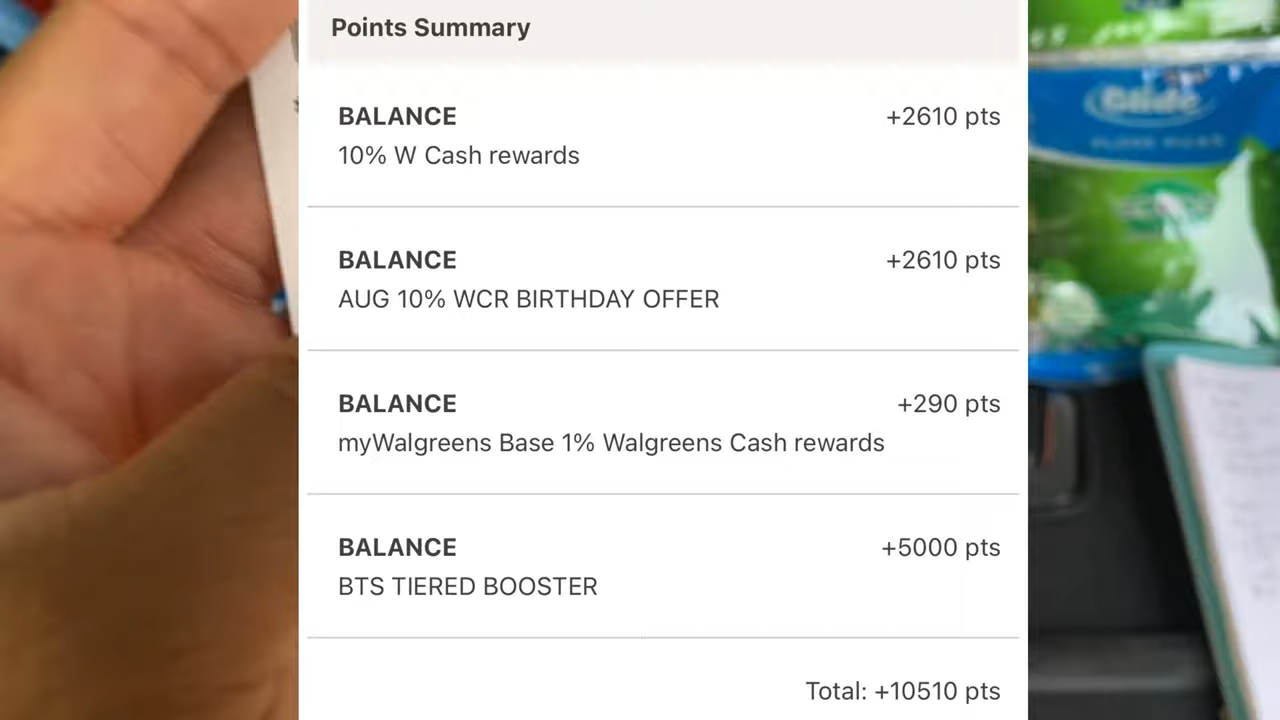 Points Summary
BALANCE +2610 pts
10% W Cash rewards
BALANCE +2610 pts
AUG 10% WCR BIRTHDAY OFFER
BALANCE +290 pts
myWalgreens Base 1% Walgreens Cash rewards
BALANCE +5000 pts
BTS TIERED BOOSTER
Total: +10510 pts
Glide